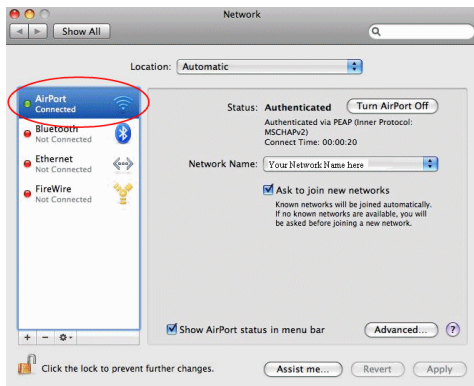 Network
Show All
Location: Automatic
AirPort
Connected
Bluetooth
Not Connected
Ethernet
Not Connected
FireWire
Not Connected
Status: Authenticated Turn AirPort Off
Authenticated via PEAP (Inner Protocol:
MSCHAPv2)
Connect Time: 00:00:20
Network Name: Your Network Name here
Ask to join new networks
Known networks will be joined automatically.
If no known networks are available, you will
be asked before joining a new network.
Show AirPort status in menu bar Advanced... ?
Click the lock to prevent further changes. Assist me... Revert Apply